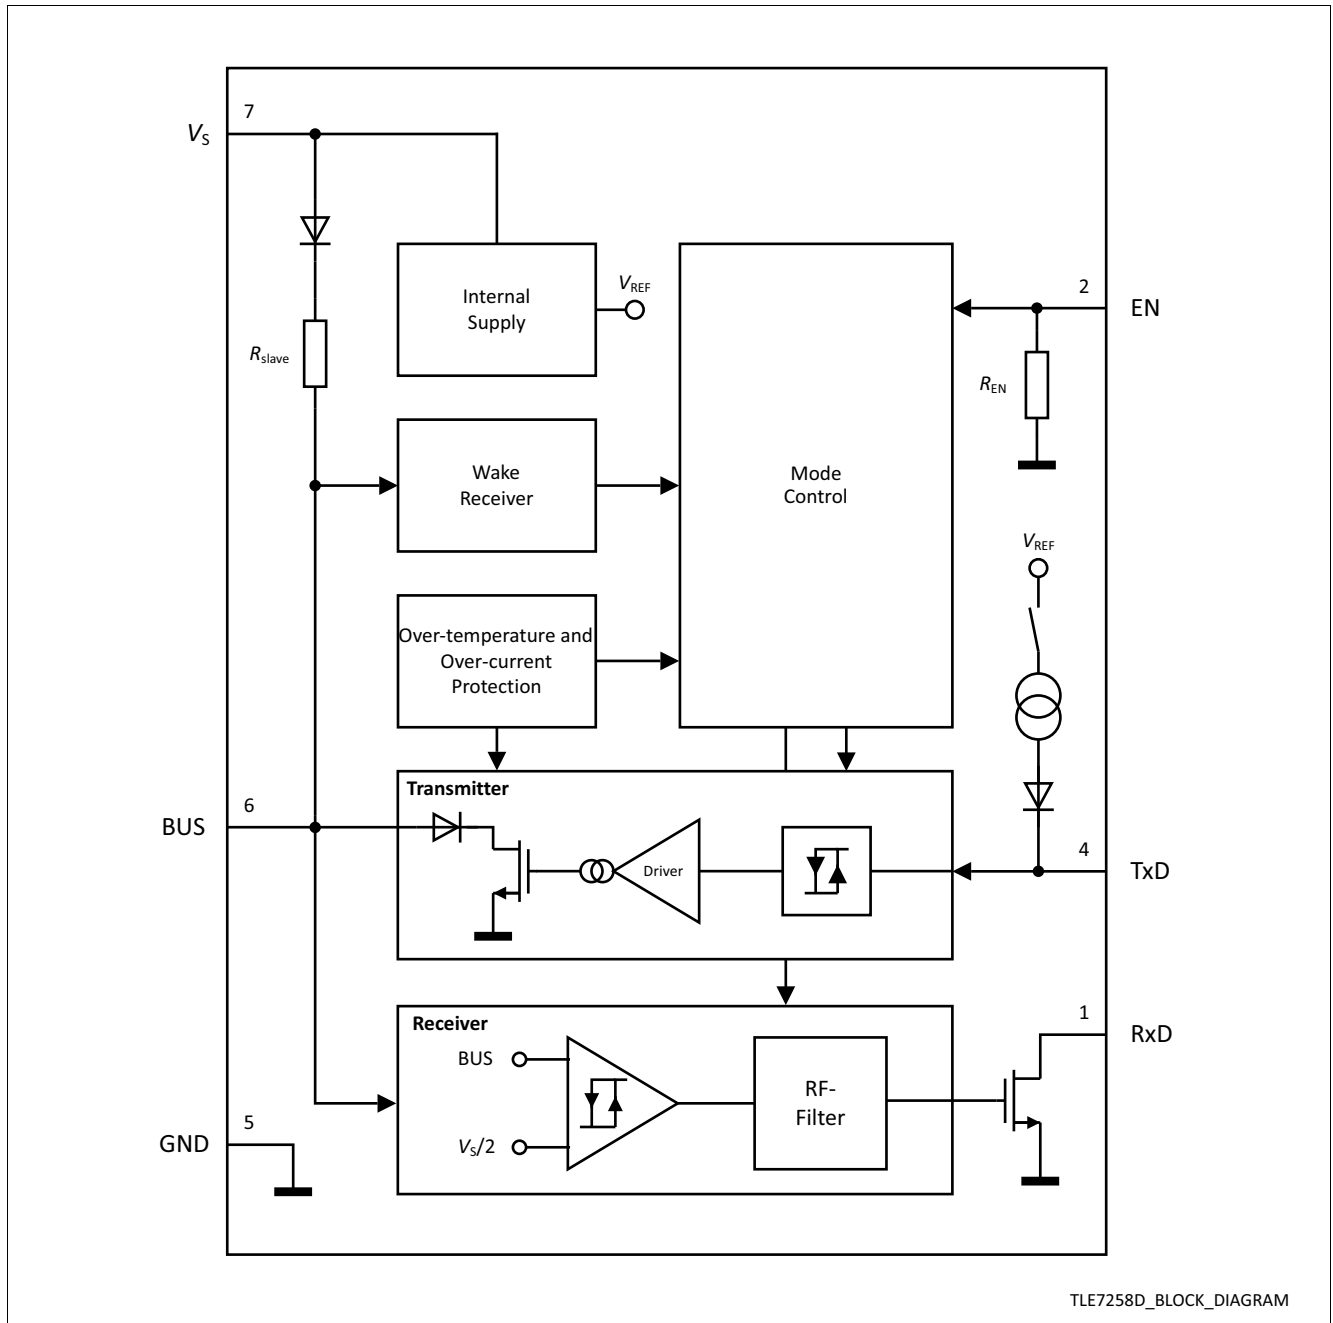 7
VS
Internal
Supply
VREF
2
EN
Rslave
REN
Wake
Receiver
Mode
Control
VREF
Over-temperature and
Over-current
Protection
Transmitter
6
BUS
Driver
4
TxD
Receiver
BUS
VS/2
RF-
Filter
1
RxD
5
GND
TLE7258D_BLOCK_DIAGRAM